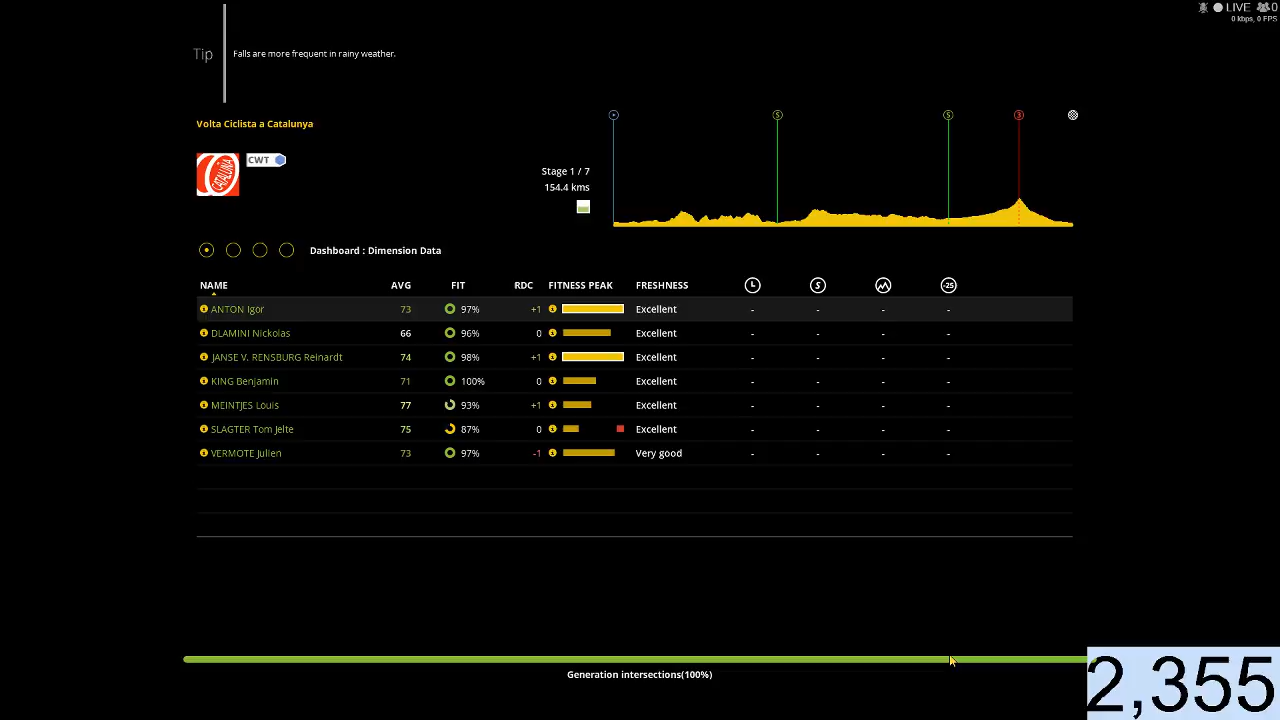 LIVE 0
0 kbps, 0 FPS
Tip Falls are more frequent in rainy weather.
Volta Ciclista a Catalunya
CATALUNYA
CWT
Stage 1 / 7
154.4 kms
S S 3
Dashboard : Dimension Data
NAME AVG FIT RDC FITNESS PEAK FRESHNESS S -25
ANTON Igor 73 97% +1 Excellent - - - -
DLAMINI Nickolas 66 96% 0 Excellent - - - -
JANSE V. RENSBURG Reinardt 74 98% +1 Excellent - - - -
KING Benjamin 71 100% 0 Excellent - - - -
MEINTJES Louis 77 93% +1 Excellent - - - -
SLAGTER Tom Jelte 75 87% 0 Excellent - - - -
VERMOTE Julien 73 97% -1 Very good - - - -
Generation intersections(100%)
2,355